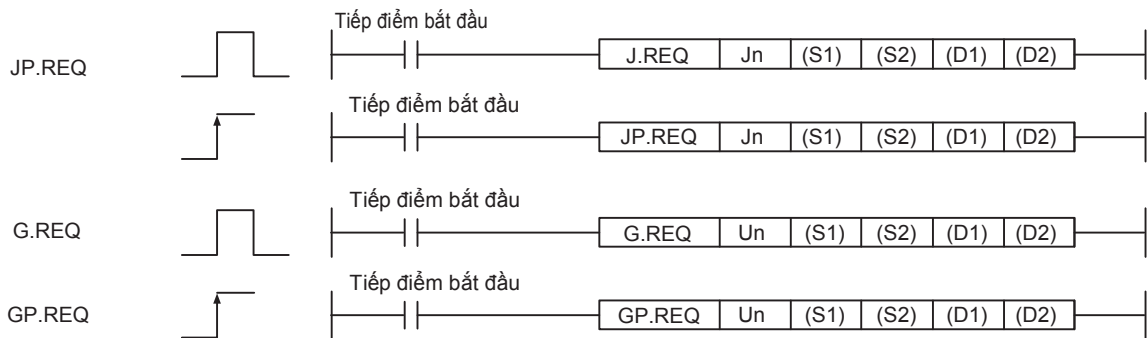 Tiếp điểm bắt đầu
JP.REQ
J.REQ Jn (S1) (S2) (D1) (D2)
Tiếp điểm bắt đầu
JP.REQ Jn (S1) (S2) (D1) (D2)
Tiếp điểm bắt đầu
G.REQ
G.REQ Un (S1) (S2) (D1) (D2)
Tiếp điểm bắt đầu
GP.REQ
GP.REQ Un (S1) (S2) (D1) (D2)